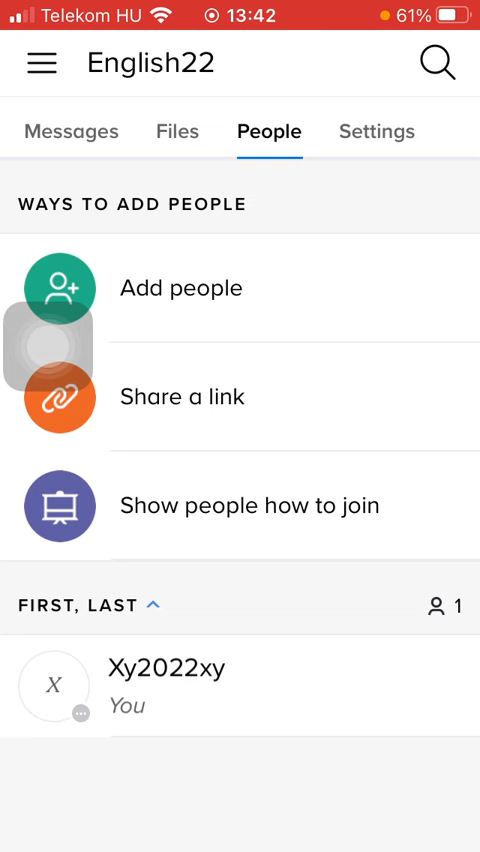 Telekom HU 13:42 61%
English22
Messages Files People Settings
WAYS TO ADD PEOPLE
Add people
Share a link
Show people how to join
FIRST, LAST 1
X
Xy2022xy
You